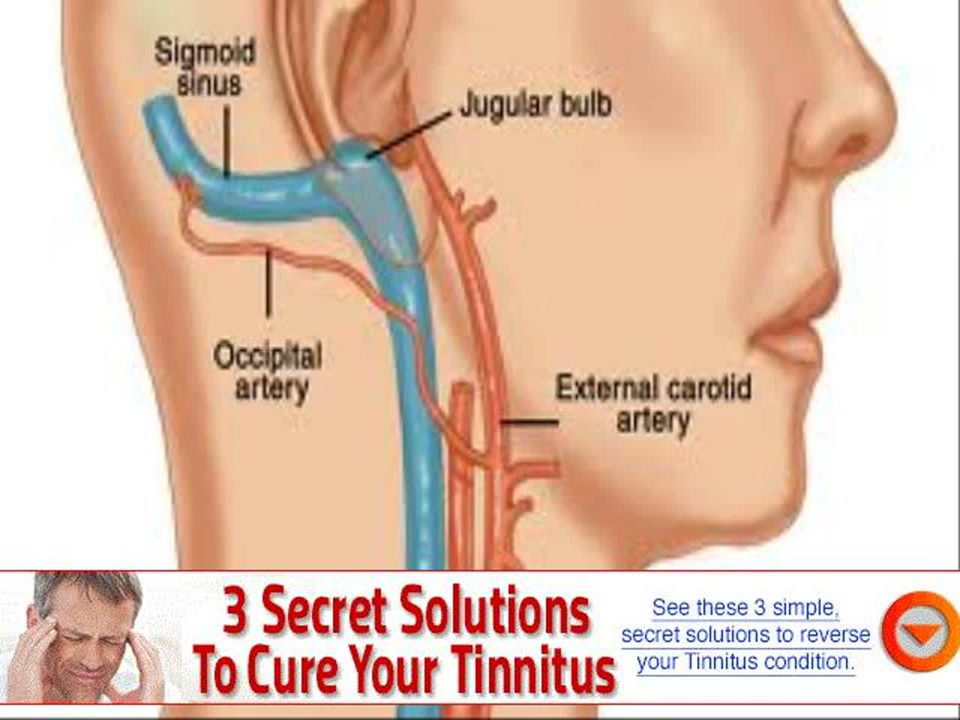 Sigmoid
sinus
Jugular bulb
Occipital
artery
External carotid
artery
3 Secret Solutions
To Cure Your Tinnitus
See these 3 simple,
secret solutions to reverse
your Tinnitus condition.